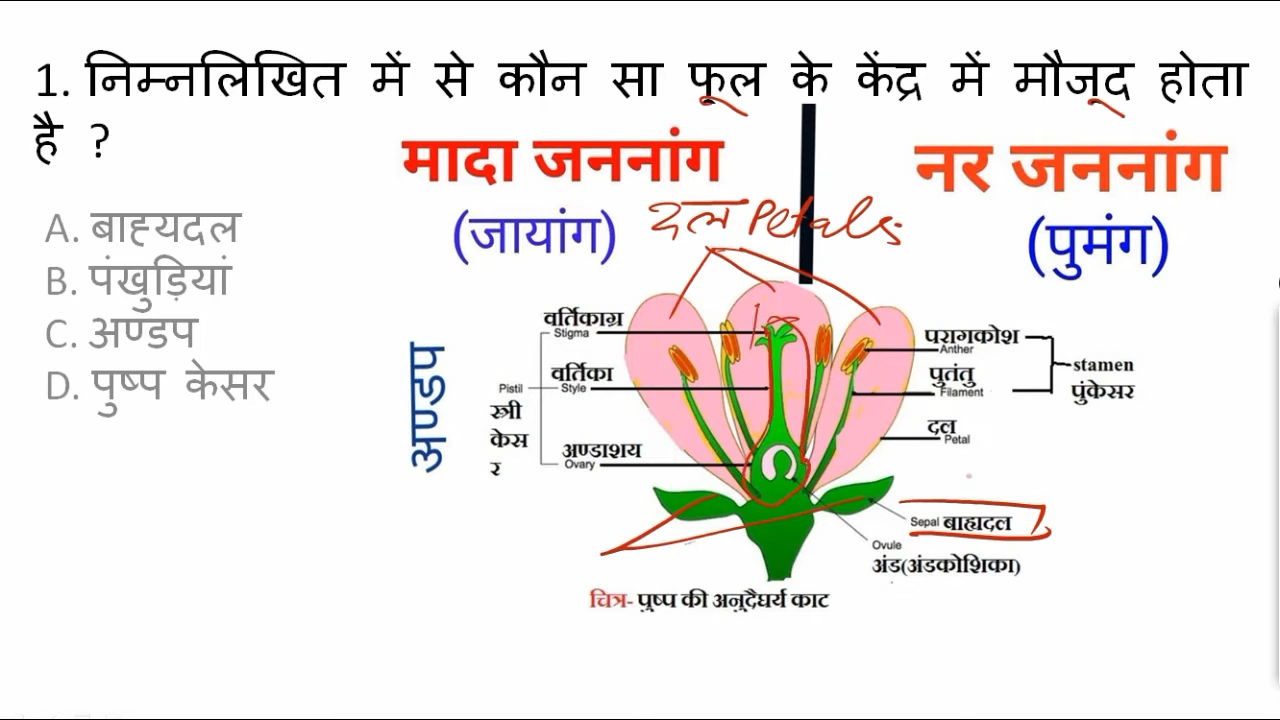 1. निम्नलिखित में से कौन सा फूल के केंद्र में मौजूद होता
है ?
मादा जननांग
नर जननांग
(जायांग)
(पुमंग)
दल Petals
A. बाह्यदल
B. पंखुड़ियां
C. अण्डप
D. पुष्प केसर
अण्डप
वर्तिकाग्र
Stigma
वर्तिका
Style
Pistil
स्त्री
केस
र
अण्डाशय
Ovary
परागकोश
Anther
पुतंतु
Filament
stamen
पुंकेसर
दल
Petal
Sepal बाह्यदल
Ovule
अंड(अंडकोशिका)
चित्र- पुष्प की अनुदैघर्य काट